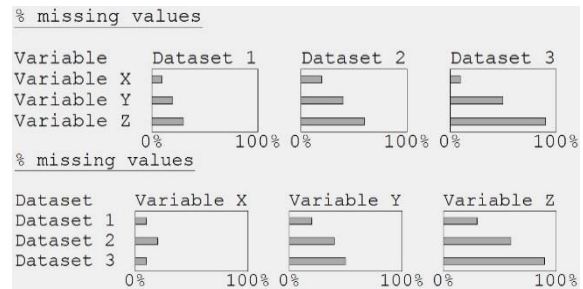 % missing values
Variable Dataset 1 Dataset 2 Dataset 3
Variable X
Variable Y
Variable Z
0% 100% 0% 100% 0% 100%
% missing values
Dataset Variable X Variable Y Variable Z
Dataset 1
Dataset 2
Dataset 3
0% 100% 0% 100% 0% 100%